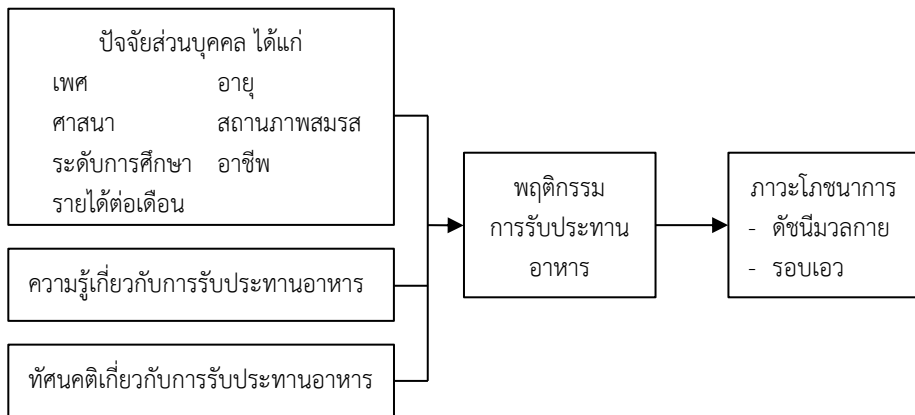 ปัจจัยส่วนบุคคล ได้แก่
เพศ อายุ
ศาสนา สถานภาพสมรส
ระดับการศึกษา อาชีพ
รายได้ต่อเดือน
ความรู้เกี่ยวกับการรับประทานอาหาร
ทัศนคติเกี่ยวกับการรับประทานอาหาร
พฤติกรรม
การรับประทาน
อาหาร
ภาวะโภชนาการ
- ดัชนีมวลกาย
- รอบเอว